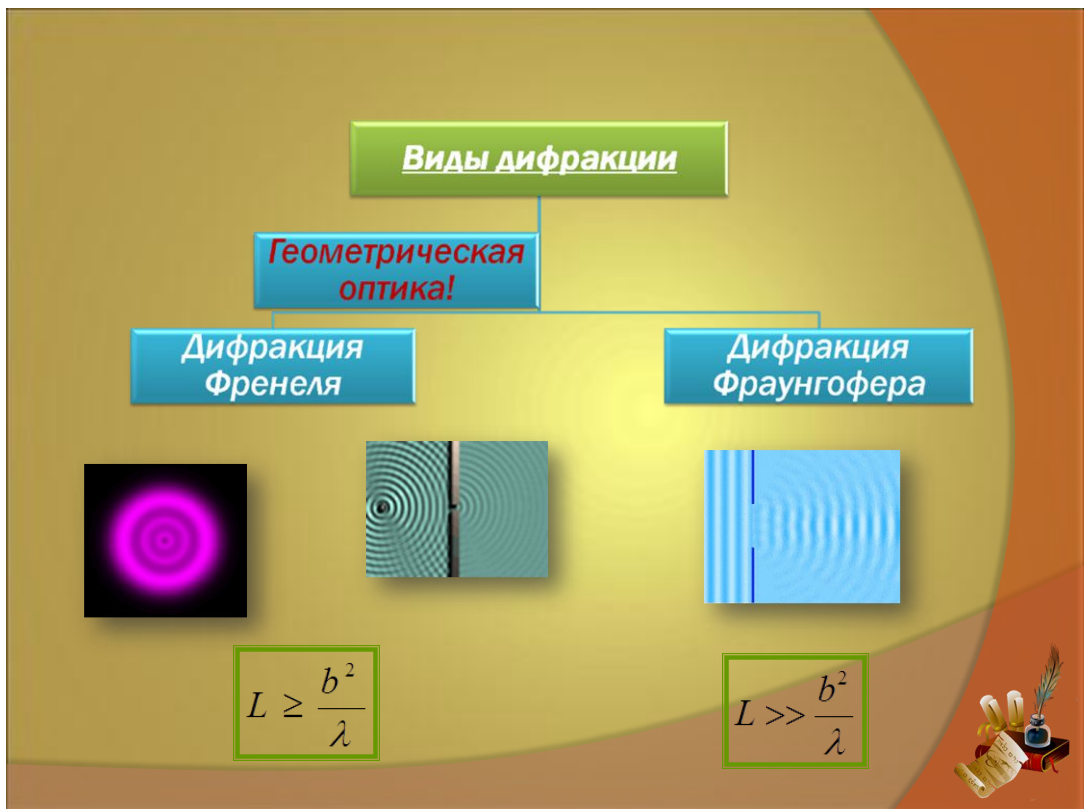 Виды дифракции
Геометрическая
оптика!
Дифракция
Френеля
Дифракция
Фраунгофера
L ≥ b²/λ
L >> b²/λ